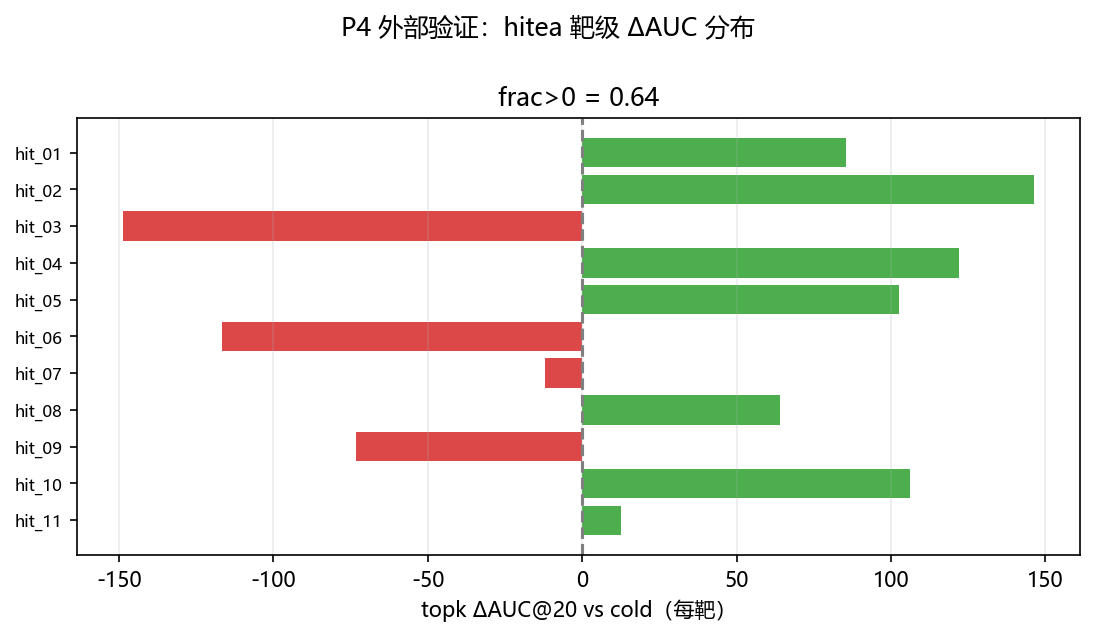 P4 外部验证：hitea 靶级 ΔAUC 分布
frac>0 = 0.64
hit_01
hit_02
hit_03
hit_04
hit_05
hit_06
hit_07
hit_08
hit_09
hit_10
hit_11
-150 -100 -50 0 50 100 150
topk ΔAUC@20 vs cold（每靶）